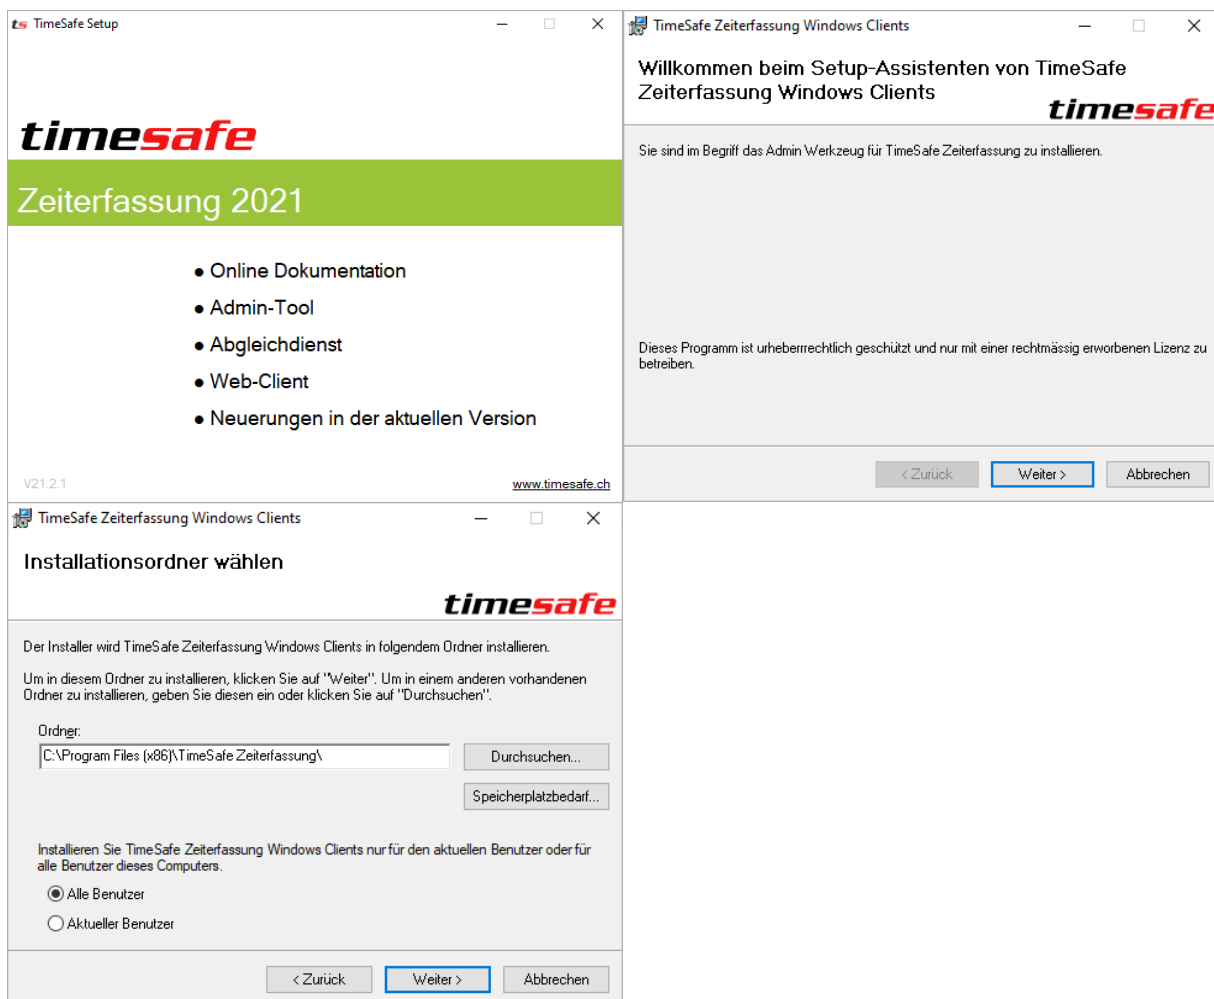 ts TimeSafe Setup
timesafe
Zeiterfassung 2021
● Online Dokumentation
● Admin-Tool
● Abgleichdienst
● Web-Client
● Neuerungen in der aktuellen Version
V21.2.1
www.timesafe.ch
TimeSafe Zeiterfassung Windows Clients
Willkommen beim Setup-Assistenten von TimeSafe
Zeiterfassung Windows Clients
timesafe
Sie sind im Begriff das Admin Werkzeug für TimeSafe Zeiterfassung zu installieren.
Dieses Programm ist urheberrrechtlich geschützt und nur mit einer rechtmässig erworbenen Lizenz zu
betreiben.
< Zurück
Weiter >
Abbrechen
TimeSafe Zeiterfassung Windows Clients
Installationsordner wählen
timesafe
Der Installer wird TimeSafe Zeiterfassung Windows Clients in folgendem Ordner installieren.
Um in diesem Ordner zu installieren, klicken Sie auf "Weiter". Um in einem anderen vorhandenen
Ordner zu installieren, geben Sie diesen ein oder klicken Sie auf "Durchsuchen".
Ordner:
C:\Program Files (x86)\TimeSafe Zeiterfassung\
Durchsuchen...
Speicherplatzbedarf...
Installieren Sie TimeSafe Zeiterfassung Windows Clients nur für den aktuellen Benutzer oder für
alle Benutzer dieses Computers.
Alle Benutzer
Aktueller Benutzer
< Zurück
Weiter >
Abbrechen